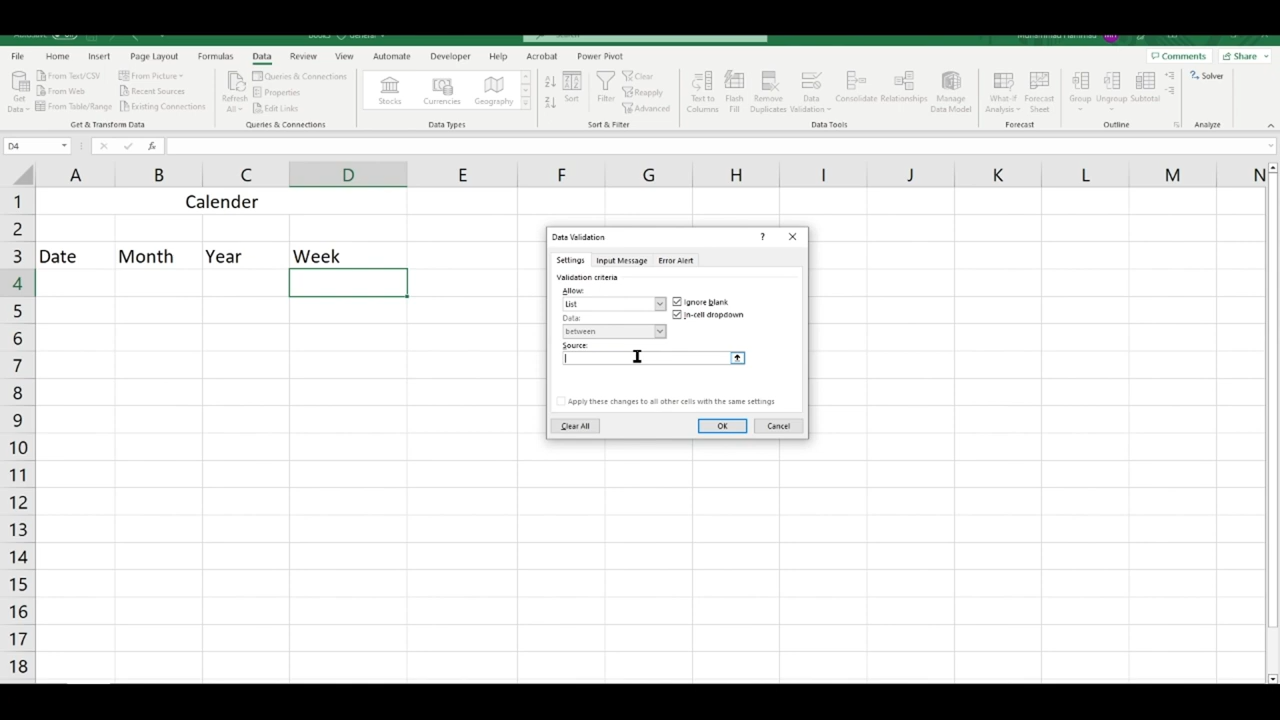 File Home Insert Page Layout Formulas Data Review View Automate Developer Help Acrobat Power Pivot Comments Share
From Text/CSV From Picture Queries & Connections Clear Solver
From Web Recent Sources Properties Reapply
From Table/Range Existing Connections Edit Links Advanced
Get Data Refresh All Stocks Currencies Geography Sort Filter Text to Columns Flash Fill Remove Duplicates Data Validation Consolidate Relationships Manage Data Model What-If Analysis Forecast Sheet Group Ungroup Subtotal
Get & Transform Data Queries & Connections Data Types Sort & Filter Data Tools Forecast Outline Analyze
D4 fx
A B C D E F G H I J K L M N
1 Calender
2
3 Date Month Year Week
4
5
6
7
8
9
10
11
12
13
14
15
16
17
18
Data Validation ?
Settings Input Message Error Alert
Validation criteria
Allow:
List Ignore blank
In-cell dropdown
Data:
between
Source:
Apply these changes to all other cells with the same settings
Clear All OK Cancel